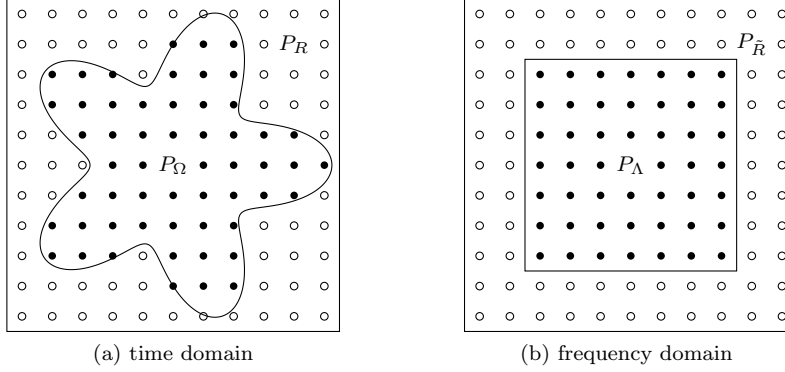 P_R
P_Ω
(a) time domain
P_R̃
P_Λ
(b) frequency domain